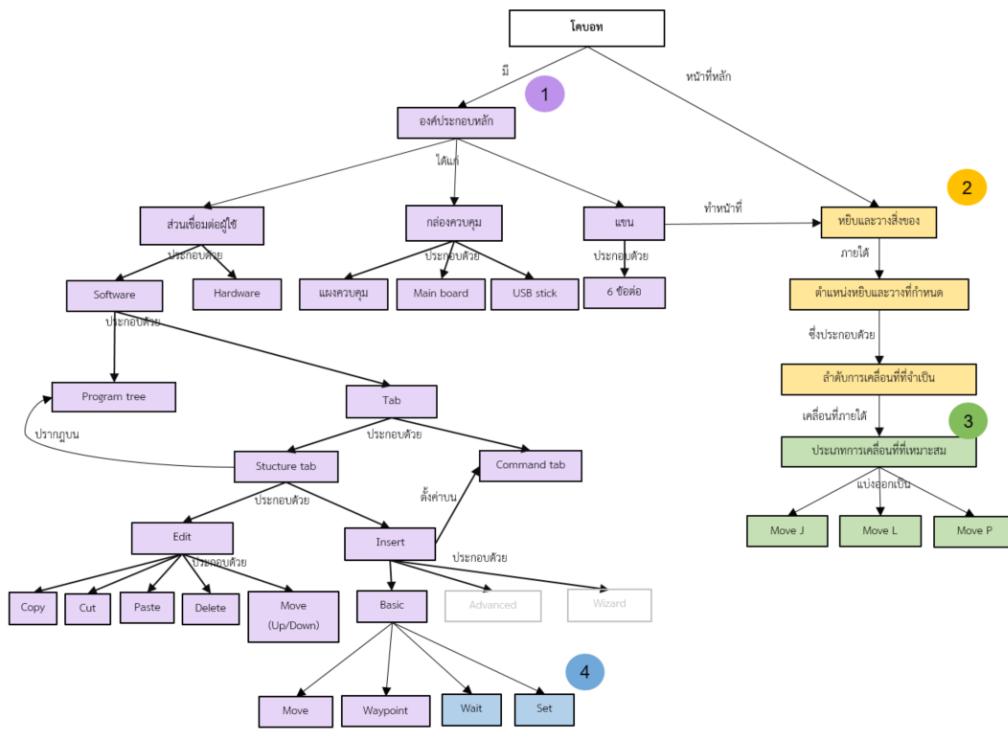 โคบอท
มี
หน้าที่หลัก
1
องค์ประกอบหลัก
ได้แก่
2
ส่วนเชื่อมต่อผู้ใช้
กล่องควบคุม
แขน
ทำหน้าที่
หยิบและวางสิ่งของ
ประกอบด้วย
ประกอบด้วย
ประกอบด้วย
ภายใต้
Software
Hardware
แผงควบคุม
Main board
USB stick
6 ข้อต่อ
ตำแหน่งหยิบและวางที่กำหนด
ประกอบด้วย
ซึ่งประกอบด้วย
Program tree
Tab
ลำดับการเคลื่อนที่ที่จำเป็น
ปรากฏบน
ประกอบด้วย
เคลื่อนที่ภายใต้
3
Stucture tab
Command tab
ประเภทการเคลื่อนที่ที่เหมาะสม
ประกอบด้วย
ตั้งค่าบน
แบ่งออกเป็น
Edit
Insert
Move J
Move L
Move P
ประกอบด้วย
ประกอบด้วย
Copy
Cut
Paste
Delete
Move
(Up/Down)
Basic
Advanced
Wizard
4
Move
Waypoint
Wait
Set